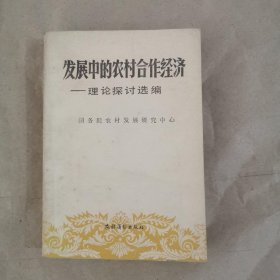 发展中的农村合作经济
——理论探讨选编
国务院农村发展研究中心